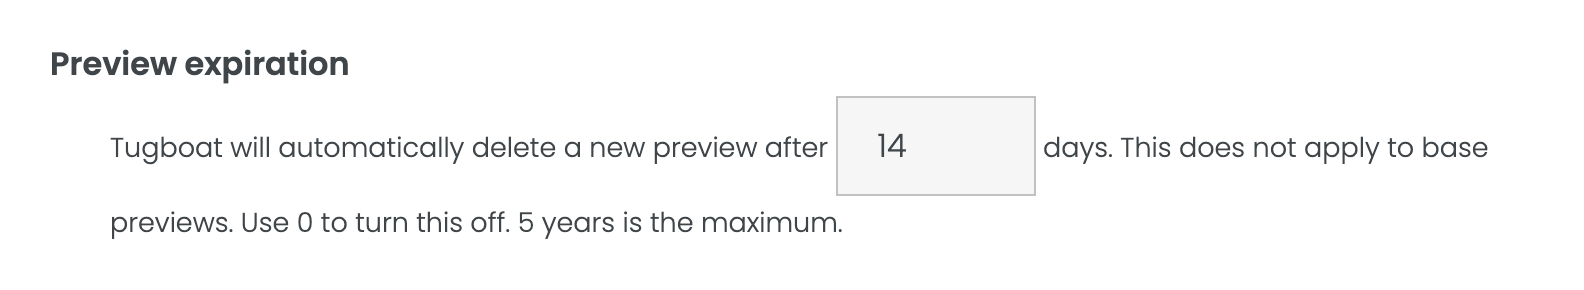 Preview expiration
Tugboat will automatically delete a new preview after 14 days. This does not apply to base
previews. Use 0 to turn this off. 5 years is the maximum.